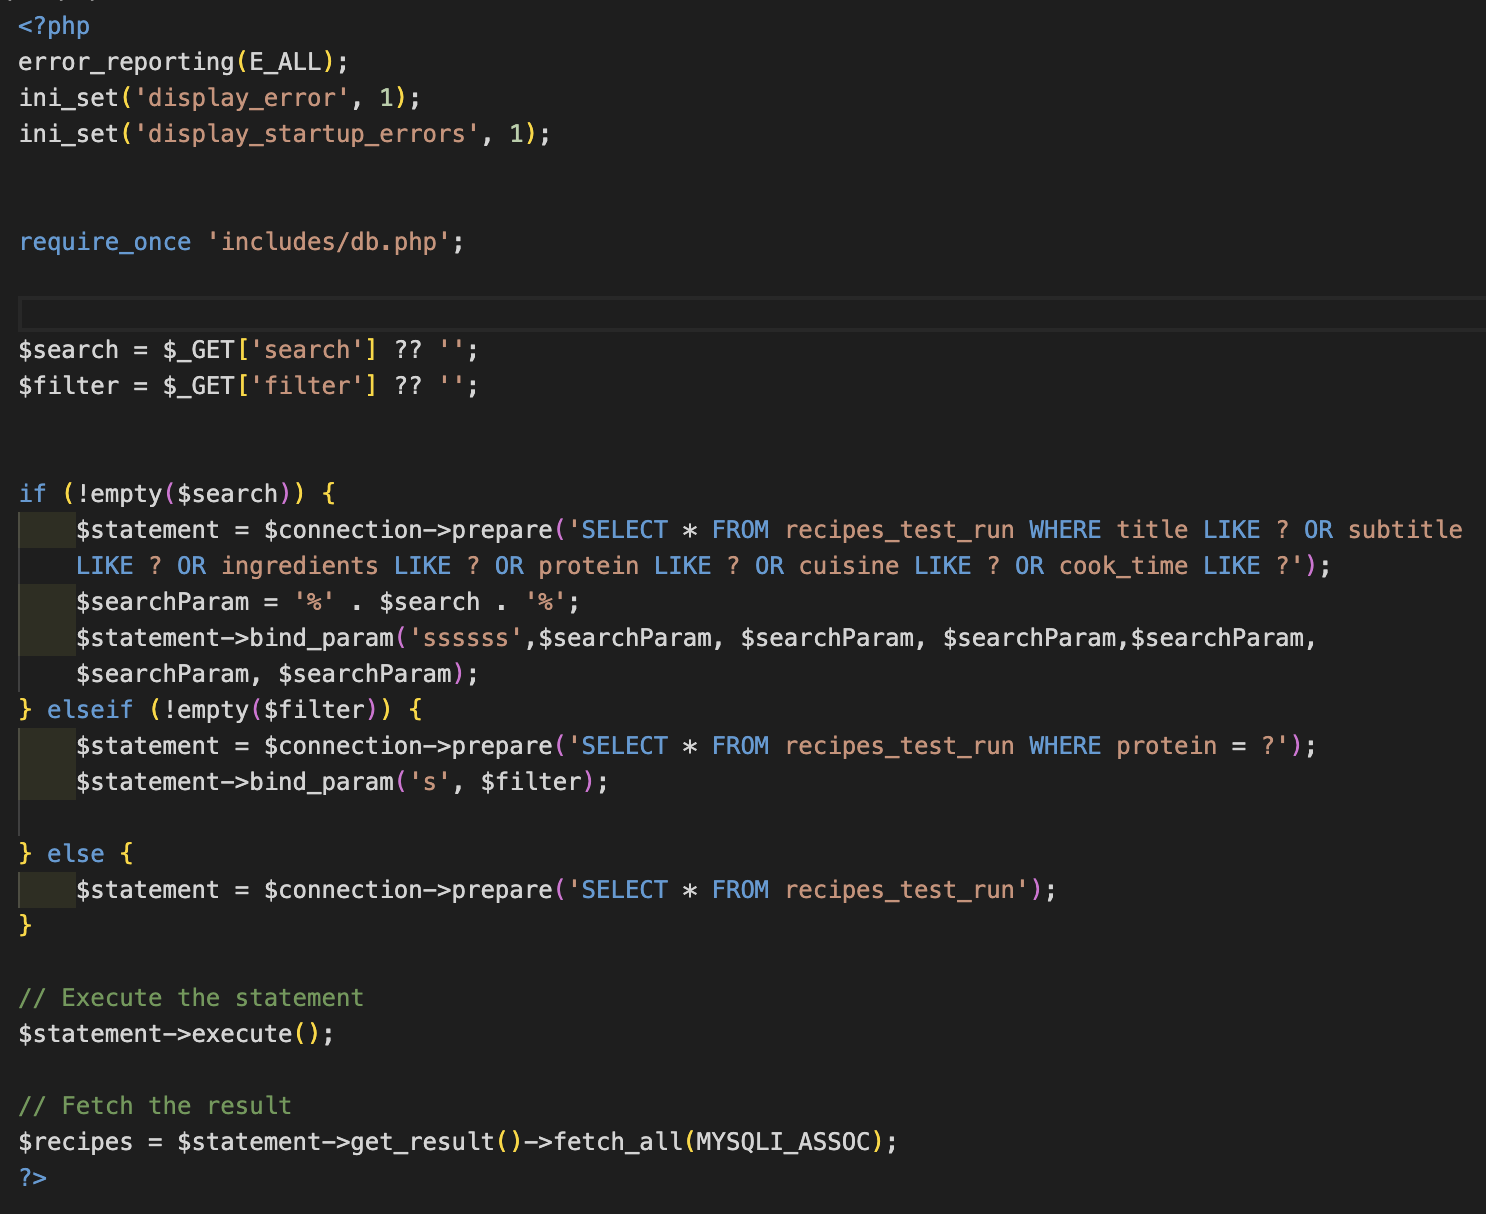 <?php
error_reporting(E_ALL);
ini_set('display_error', 1);
ini_set('display_startup_errors', 1);
require_once 'includes/db.php';
$search = $_GET['search'] ?? '';
$filter = $_GET['filter'] ?? '';
if (!empty($search)) {
$statement = $connection->prepare('SELECT * FROM recipes_test_run WHERE title LIKE ? OR subtitle
LIKE ? OR ingredients LIKE ? OR protein LIKE ? OR cuisine LIKE ? OR cook_time LIKE ?');
$searchParam = '%' . $search . '%';
$statement->bind_param('ssssss',$searchParam, $searchParam, $searchParam,$searchParam,
$searchParam, $searchParam);
} elseif (!empty($filter)) {
$statement = $connection->prepare('SELECT * FROM recipes_test_run WHERE protein = ?');
$statement->bind_param('s', $filter);
} else {
$statement = $connection->prepare('SELECT * FROM recipes_test_run');
}
// Execute the statement
$statement->execute();
// Fetch the result
$recipes = $statement->get_result()->fetch_all(MYSQLI_ASSOC);
?>